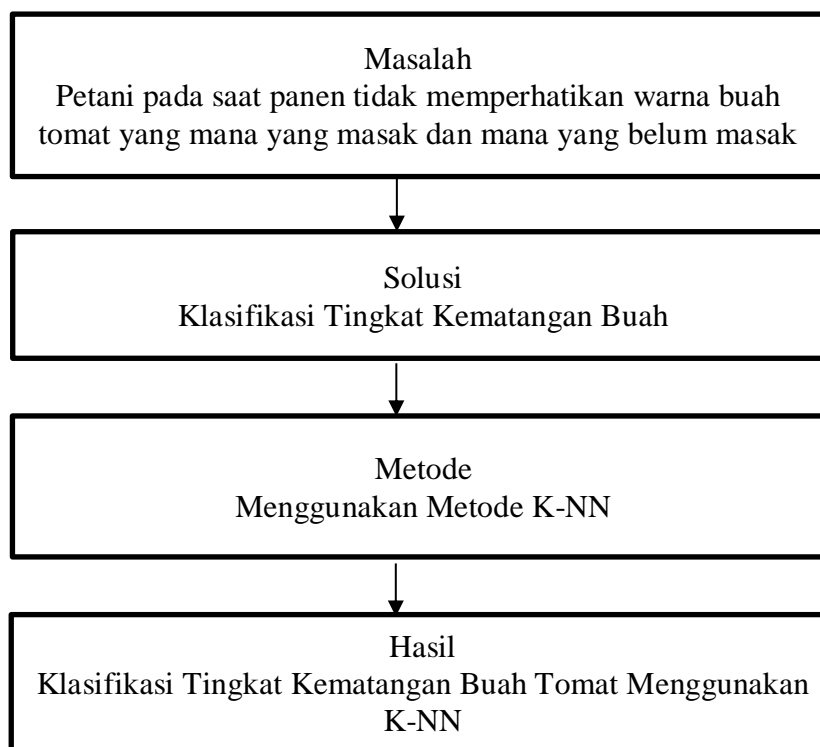 Masalah
Petani pada saat panen tidak memperhatikan warna buah
tomat yang mana yang masak dan mana yang belum masak
Solusi
Klasifikasi Tingkat Kematangan Buah
Metode
Menggunakan Metode K-NN
Hasil
Klasifikasi Tingkat Kematangan Buah Tomat Menggunakan
K-NN